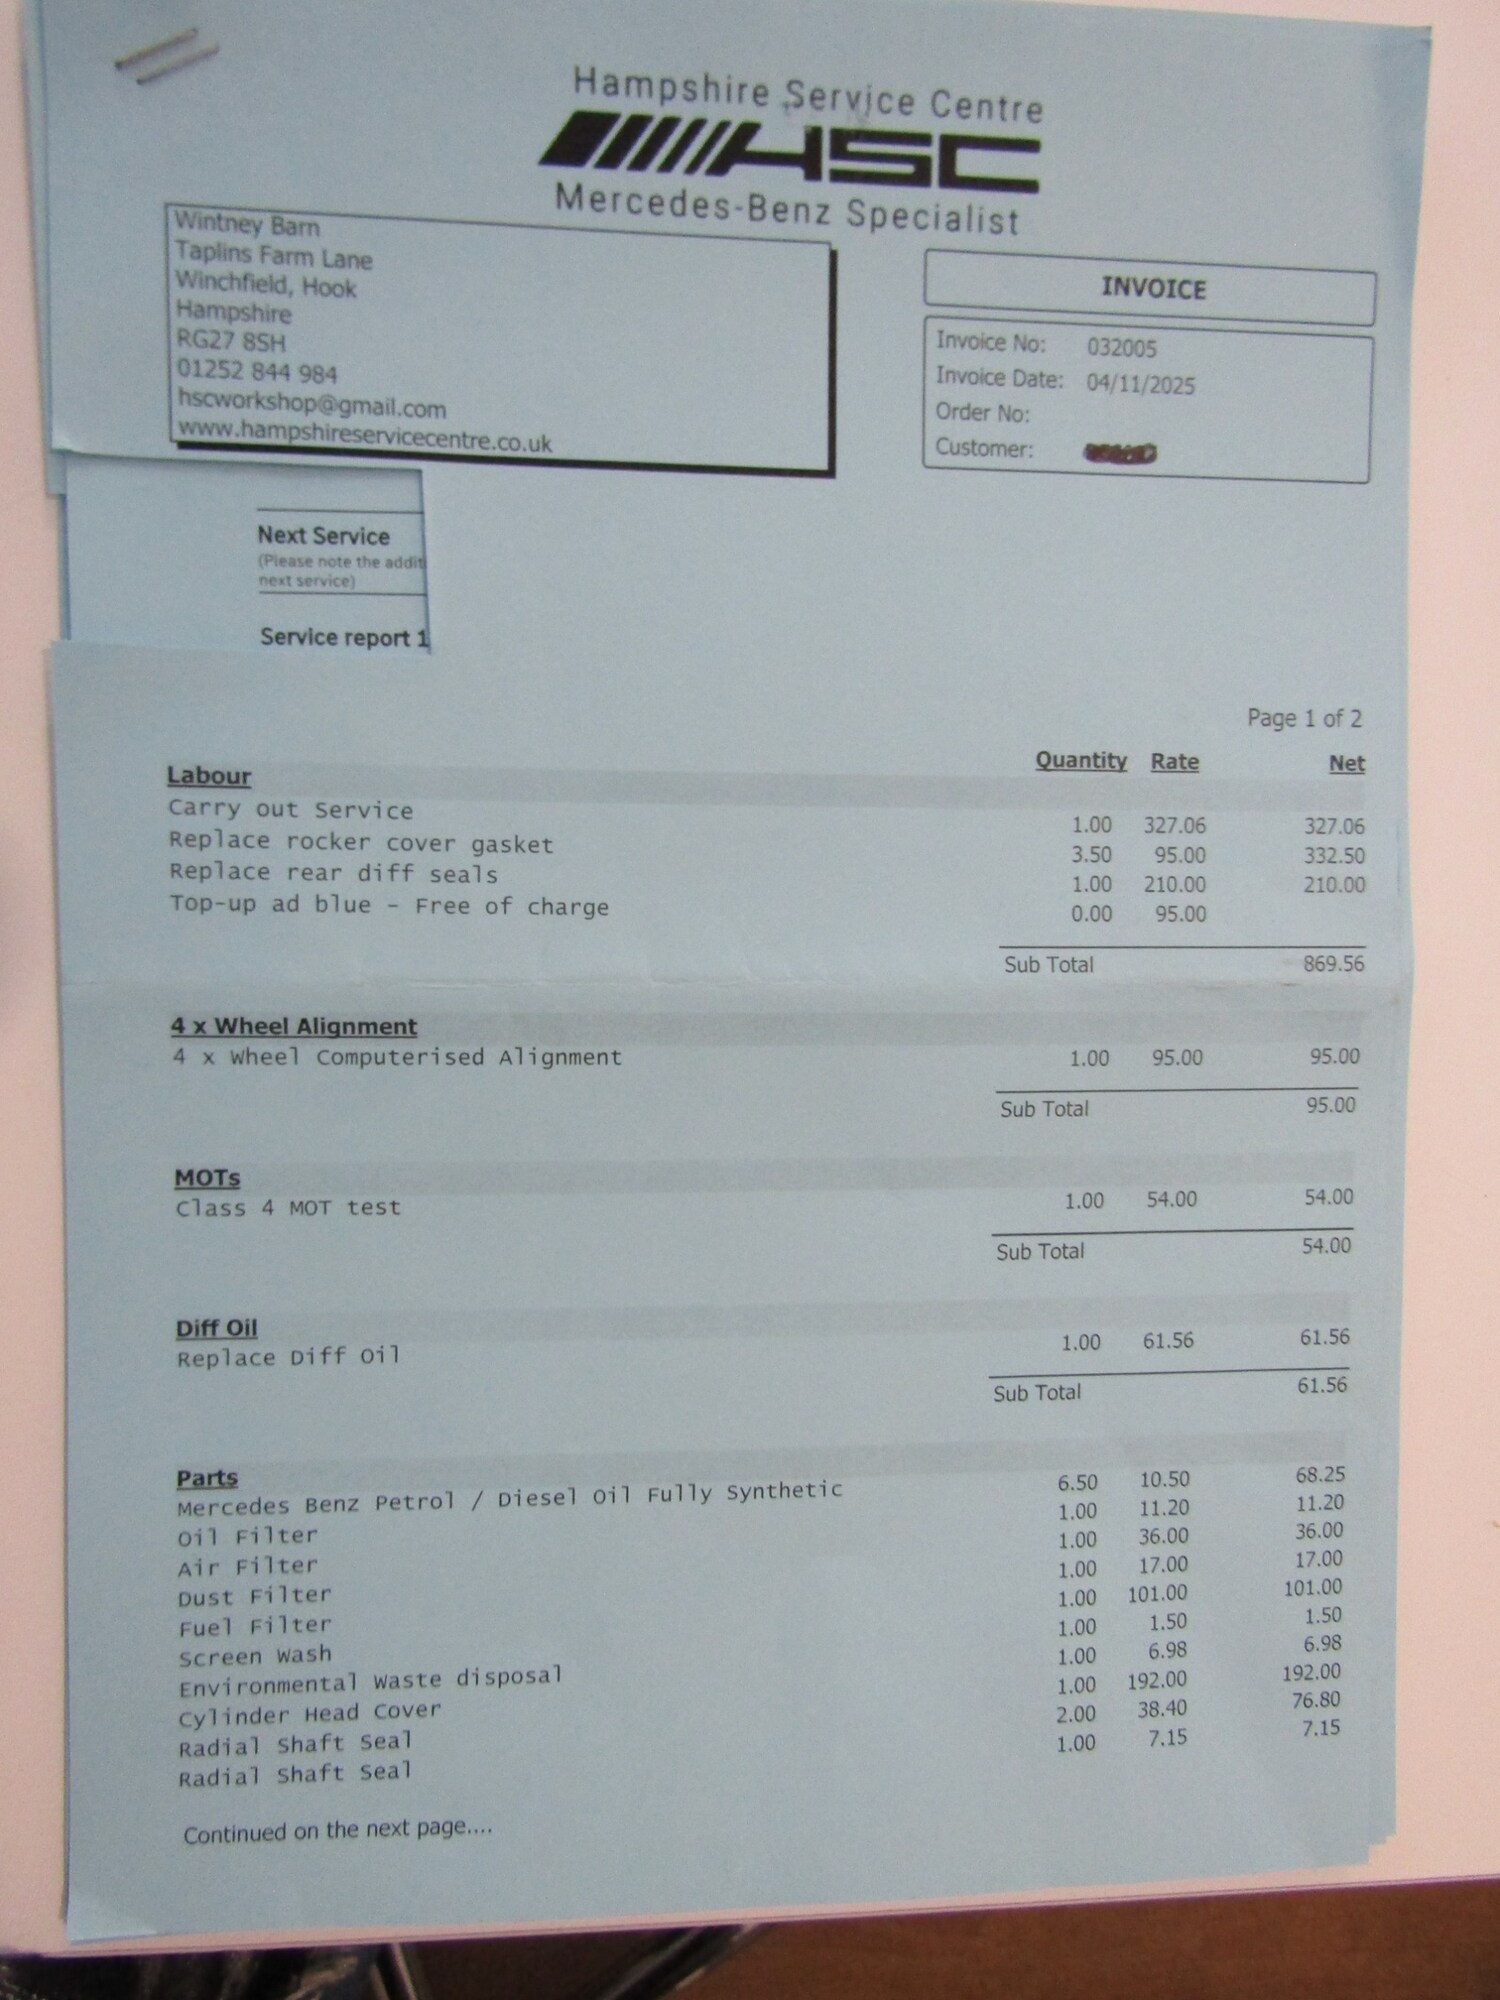 Hampshire Service Centre
HSC
Mercedes-Benz Specialist
Wintney Barn
Taplins Farm Lane
Winchfield, Hook
Hampshire
RG27 8SH
01252 844 984
hscworkshop@gmail.com
www.hampshireservicecentre.co.uk
INVOICE
Invoice No: 032005
Invoice Date: 04/11/2025
Order No:
Customer:
Next Service
(Please note the addit
next service)
Service report 1
Page 1 of 2
Quantity Rate Net
Labour
Carry out Service 1.00 327.06 327.06
Replace rocker cover gasket 3.50 95.00 332.50
Replace rear diff seals 1.00 210.00 210.00
Top-up ad blue - Free of charge 0.00 95.00
Sub Total 869.56
4 x Wheel Alignment
4 x Wheel Computerised Alignment 1.00 95.00 95.00
Sub Total 95.00
MOTs
Class 4 MOT test 1.00 54.00 54.00
Sub Total 54.00
Diff Oil
Replace Diff Oil 1.00 61.56 61.56
Sub Total 61.56
Parts
Mercedes Benz Petrol / Diesel Oil Fully Synthetic 6.50 10.50 68.25
Oil Filter 1.00 11.20 11.20
Air Filter 1.00 36.00 36.00
Dust Filter 1.00 17.00 17.00
Fuel Filter 1.00 101.00 101.00
Screen Wash 1.00 1.50 1.50
Environmental Waste disposal 1.00 6.98 6.98
Cylinder Head Cover 1.00 192.00 192.00
Radial Shaft Seal 2.00 38.40 76.80
Radial Shaft Seal 1.00 7.15 7.15
Continued on the next page....